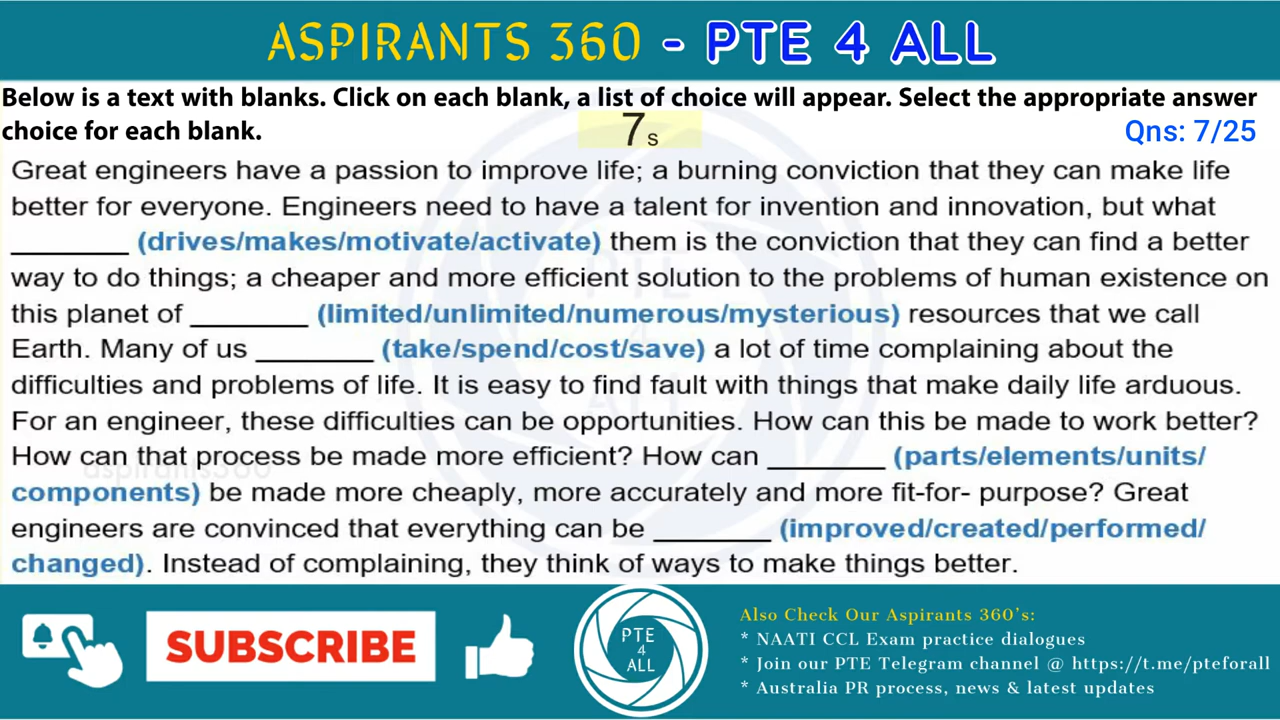 ASPIRANTS 360 - PTE 4 ALL
Below is a text with blanks. Click on each blank, a list of choice will appear. Select the appropriate answer
choice for each blank.
7s
Qns: 7/25
Great engineers have a passion to improve life; a burning conviction that they can make life
better for everyone. Engineers need to have a talent for invention and innovation, but what
________ (drives/makes/motivate/activate) them is the conviction that they can find a better
way to do things; a cheaper and more efficient solution to the problems of human existence on
this planet of ________ (limited/unlimited/numerous/mysterious) resources that we call
Earth. Many of us ________ (take/spend/cost/save) a lot of time complaining about the
difficulties and problems of life. It is easy to find fault with things that make daily life arduous.
For an engineer, these difficulties can be opportunities. How can this be made to work better?
How can that process be made more efficient? How can ________ (parts/elements/units/
components) be made more cheaply, more accurately and more fit-for- purpose? Great
engineers are convinced that everything can be ________ (improved/created/performed/
changed). Instead of complaining, they think of ways to make things better.
aspirants360
PTE
4
ALL
SUBSCRIBE
PTE
4
ALL
Also Check Our Aspirants 360's:
* NAATI CCL Exam practice dialogues
* Join our PTE Telegram channel @ https://t.me/pteforall
* Australia PR process, news & latest updates